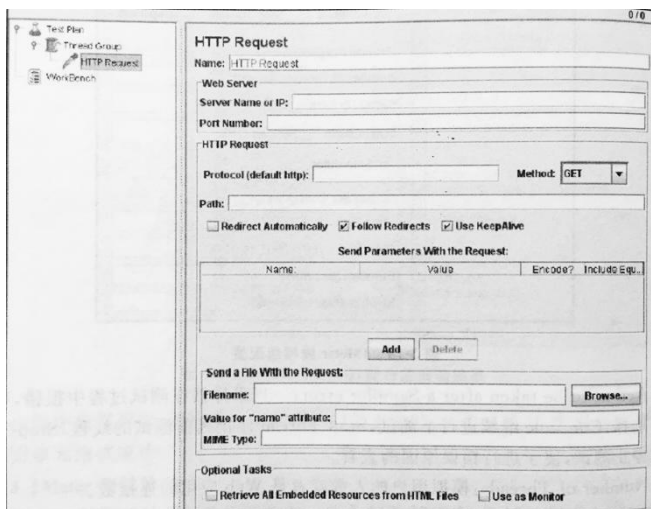 0/0
Test Plan
Thread Group
HTTP Request
WorkBench
HTTP Request
Name: HTTP Request
Web Server
Server Name or IP:
Port Number:
HTTP Request
Protocol (default http):
Method: GET
Path:
Redirect Automatically Follow Redirects Use KeepAlive
Send Parameters With the Request:
Name: Value Encode? Include Equ..
Add Delete
Send a File With the Request:
Filename: Browse...
Value for "name" attribute:
MIME Type:
Optional Tasks
Retrieve All Embedded Resources from HTML Files Use as Monitor